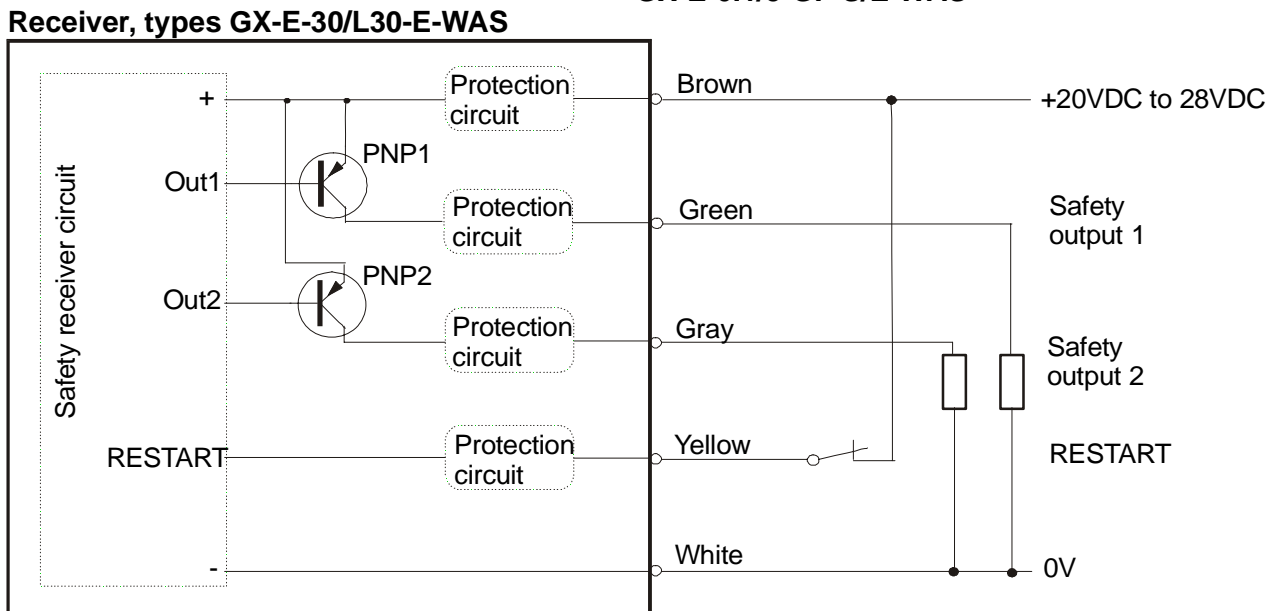 Receiver, types GX-E-30/L30-E-WAS
Safety receiver circuit
+
Protection
circuit
Brown
+20VDC to 28VDC
PNP1
Out1
Protection
circuit
Green
Safety
output 1
PNP2
Out2
Protection
circuit
Gray
Safety
output 2
RESTART
Protection
circuit
Yellow
RESTART
-
White
0V